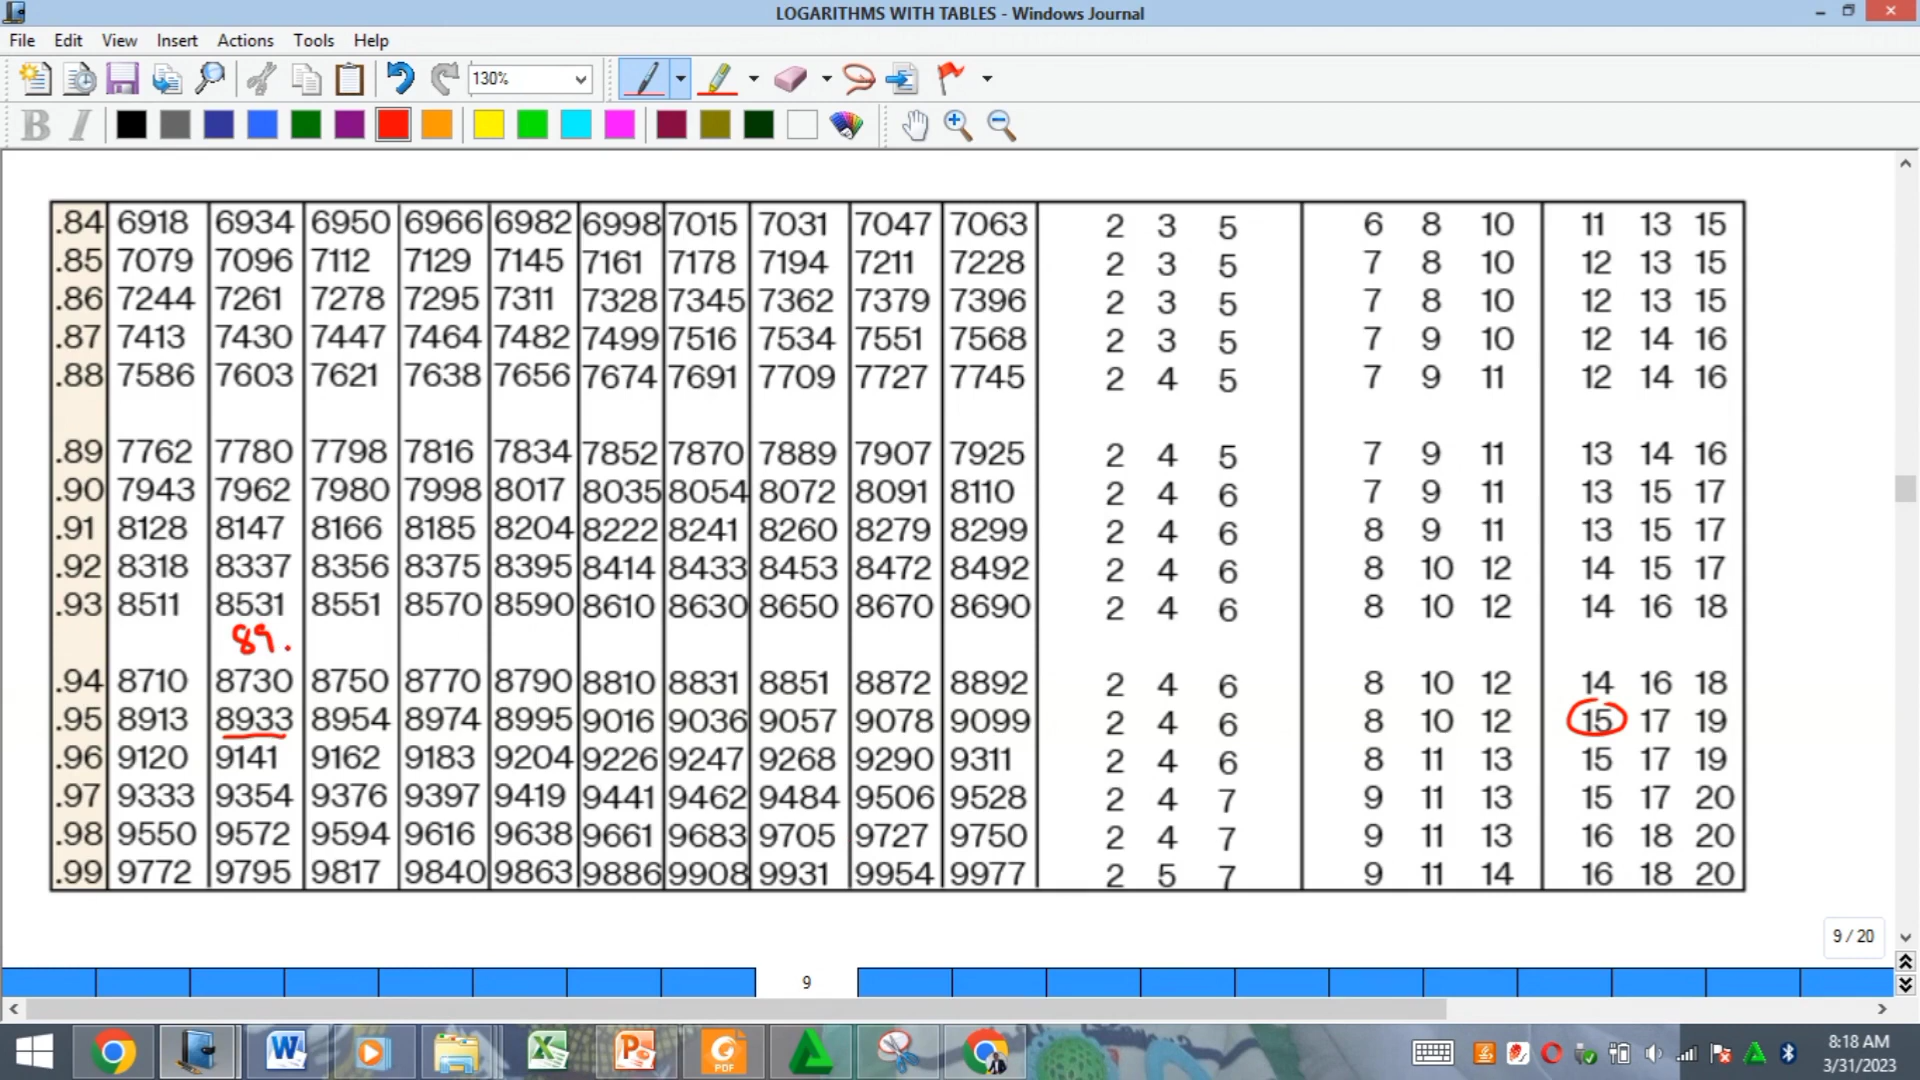 LOGARITHMS WITH TABLES - Windows Journal
File Edit View Insert Actions Tools Help
130%
B I
.84 6918 6934 6950 6966 6982 6998 7015 7031 7047 7063 2 3 5 6 8 10 11 13 15
.85 7079 7096 7112 7129 7145 7161 7178 7194 7211 7228 2 3 5 7 8 10 12 13 15
.86 7244 7261 7278 7295 7311 7328 7345 7362 7379 7396 2 3 5 7 8 10 12 13 15
.87 7413 7430 7447 7464 7482 7499 7516 7534 7551 7568 2 3 5 7 9 10 12 14 16
.88 7586 7603 7621 7638 7656 7674 7691 7709 7727 7745 2 4 5 7 9 11 12 14 16
.89 7762 7780 7798 7816 7834 7852 7870 7889 7907 7925 2 4 5 7 9 11 13 14 16
.90 7943 7962 7980 7998 8017 8035 8054 8072 8091 8110 2 4 6 7 9 11 13 15 17
.91 8128 8147 8166 8185 8204 8222 8241 8260 8279 8299 2 4 6 8 9 11 13 15 17
.92 8318 8337 8356 8375 8395 8414 8433 8453 8472 8492 2 4 6 8 10 12 14 15 17
.93 8511 8531 8551 8570 8590 8610 8630 8650 8670 8690 2 4 6 8 10 12 14 16 18
89.
.94 8710 8730 8750 8770 8790 8810 8831 8851 8872 8892 2 4 6 8 10 12 14 16 18
.95 8913 8933 8954 8974 8995 9016 9036 9057 9078 9099 2 4 6 8 10 12 15 17 19
.96 9120 9141 9162 9183 9204 9226 9247 9268 9290 9311 2 4 6 8 11 13 15 17 19
.97 9333 9354 9376 9397 9419 9441 9462 9484 9506 9528 2 4 7 9 11 13 15 17 20
.98 9550 9572 9594 9616 9638 9661 9683 9705 9727 9750 2 4 7 9 11 13 16 18 20
.99 9772 9795 9817 9840 9863 9886 9908 9931 9954 9977 2 5 7 9 11 14 16 18 20
9 / 20
9
PDF
8:18 AM
3/31/2023